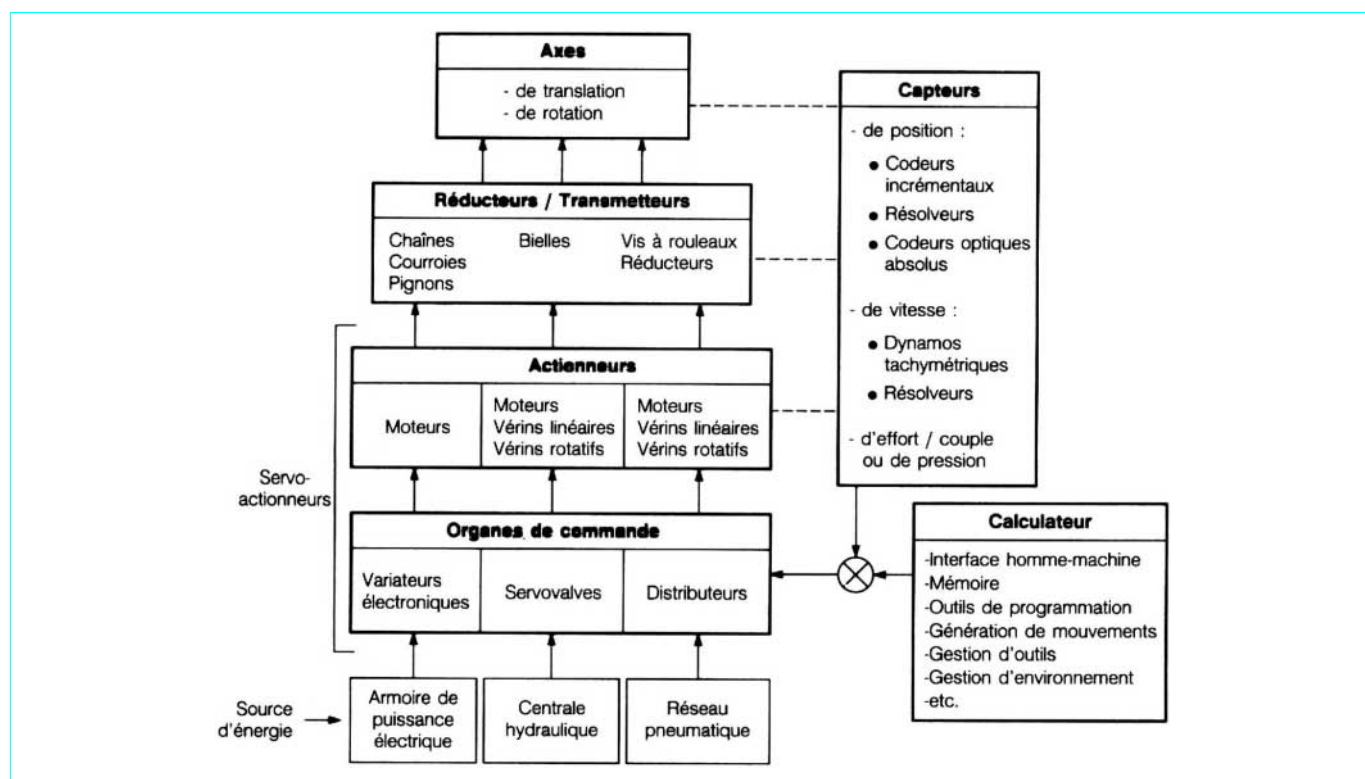 Axes
- de translation
- de rotation
Capteurs
- de position :
● Codeurs
incrémentaux
● Résolveurs
● Codeurs optiques
absolus
- de vitesse :
● Dynamos
tachymétriques
● Résolveurs
- d'effort / couple
ou de pression
Réducteurs / Transmetteurs
Chaînes
Courroies
Pignons
Bielles
Vis à rouleaux
Réducteurs
Servo-
actionneurs
Actionneurs
Moteurs
Moteurs
Vérins linéaires
Vérins rotatifs
Moteurs
Vérins linéaires
Vérins rotatifs
Organes de commande
Variateurs
électroniques
Servovalves
Distributeurs
Calculateur
-Interface homme-machine
-Mémoire
-Outils de programmation
-Génération de mouvements
-Gestion d'outils
-Gestion d'environnement
-etc.
Source
d'énergie
Armoire de
puissance
électrique
Centrale
hydraulique
Réseau
pneumatique